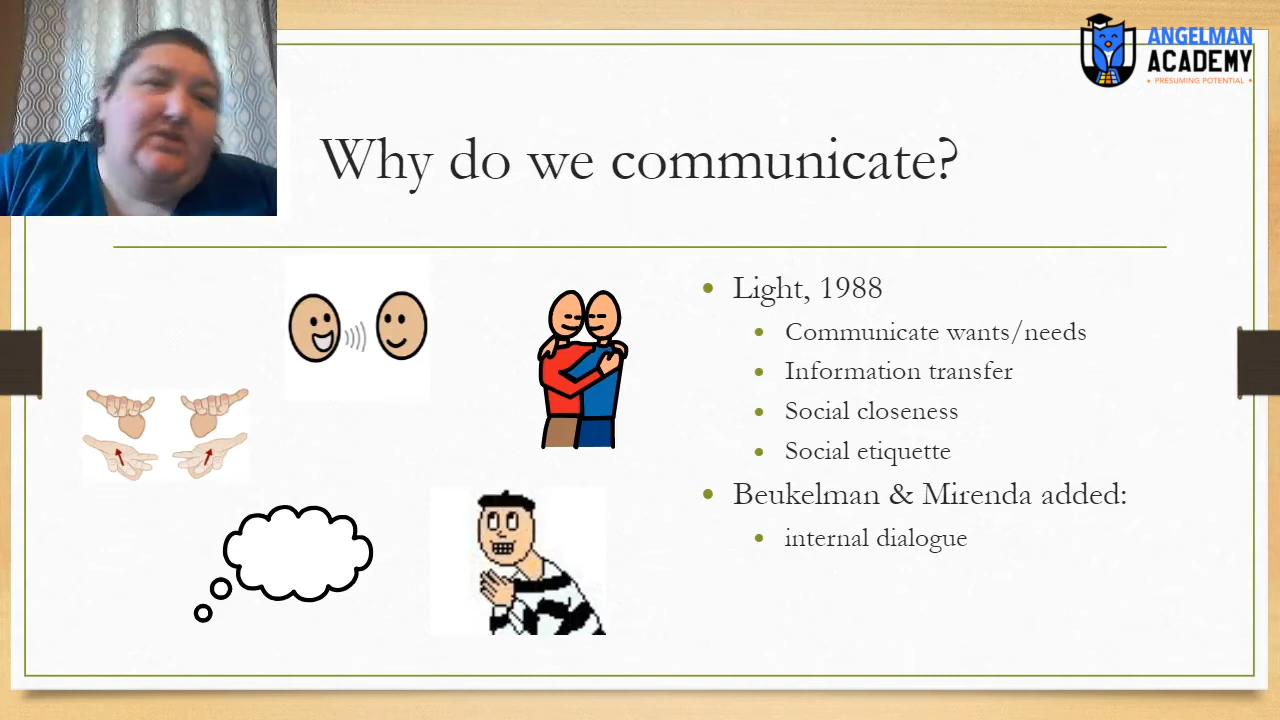 ANGELMAN
ACADEMY
• PRESUMING POTENTIAL •
Why do we communicate?
• Light, 1988
• Communicate wants/needs
• Information transfer
• Social closeness
• Social etiquette
• Beukelman & Mirenda added:
• internal dialogue